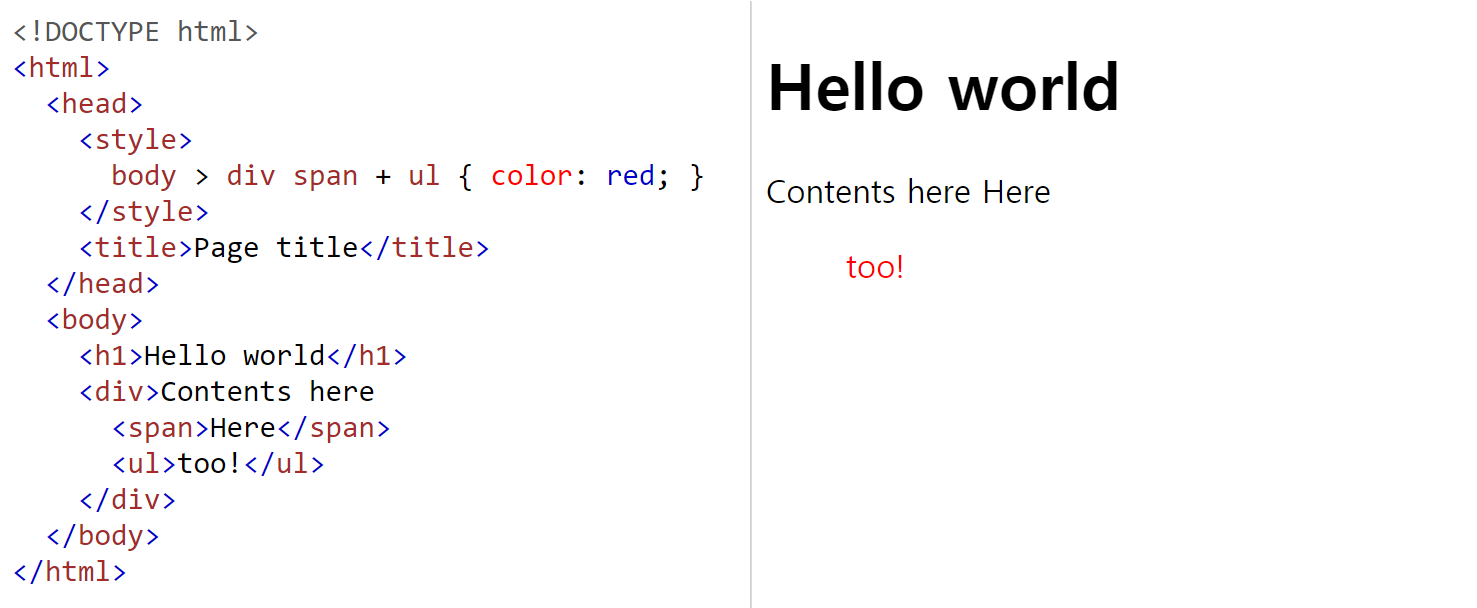 <!DOCTYPE html>
<html>
  <head>
    <style>
      body > div span + ul { color: red; }
    </style>
    <title>Page title</title>
  </head>
  <body>
    <h1>Hello world</h1>
    <div>Contents here
      <span>Here</span>
      <ul>too!</ul>
    </div>
  </body>
</html>
Hello world
Contents here Here
too!